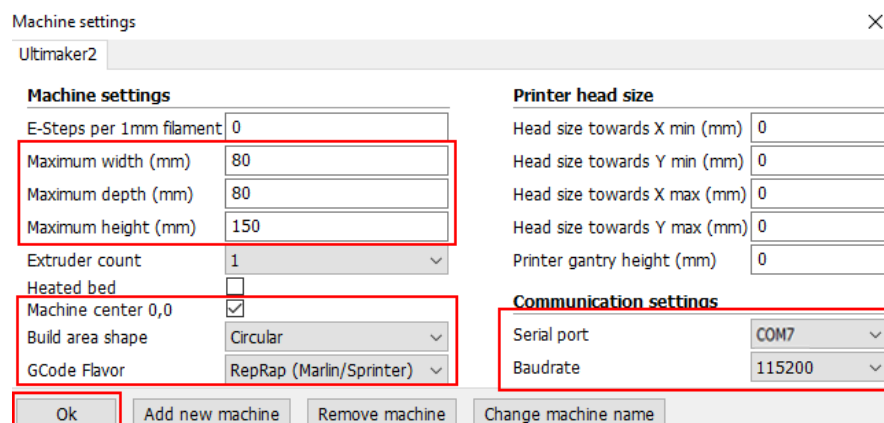 Machine settings
Ultimaker2
Machine settings
E-Steps per 1mm filament 0
Maximum width (mm) 80
Maximum depth (mm) 80
Maximum height (mm) 150
Extruder count 1
Heated bed
Machine center 0,0
Build area shape Circular
GCode Flavor RepRap (Marlin/Sprinter)
Printer head size
Head size towards X min (mm) 0
Head size towards Y min (mm) 0
Head size towards X max (mm) 0
Head size towards Y max (mm) 0
Printer gantry height (mm) 0
Communication settings
Serial port COM7
Baudrate 115200
Ok Add new machine Remove machine Change machine name